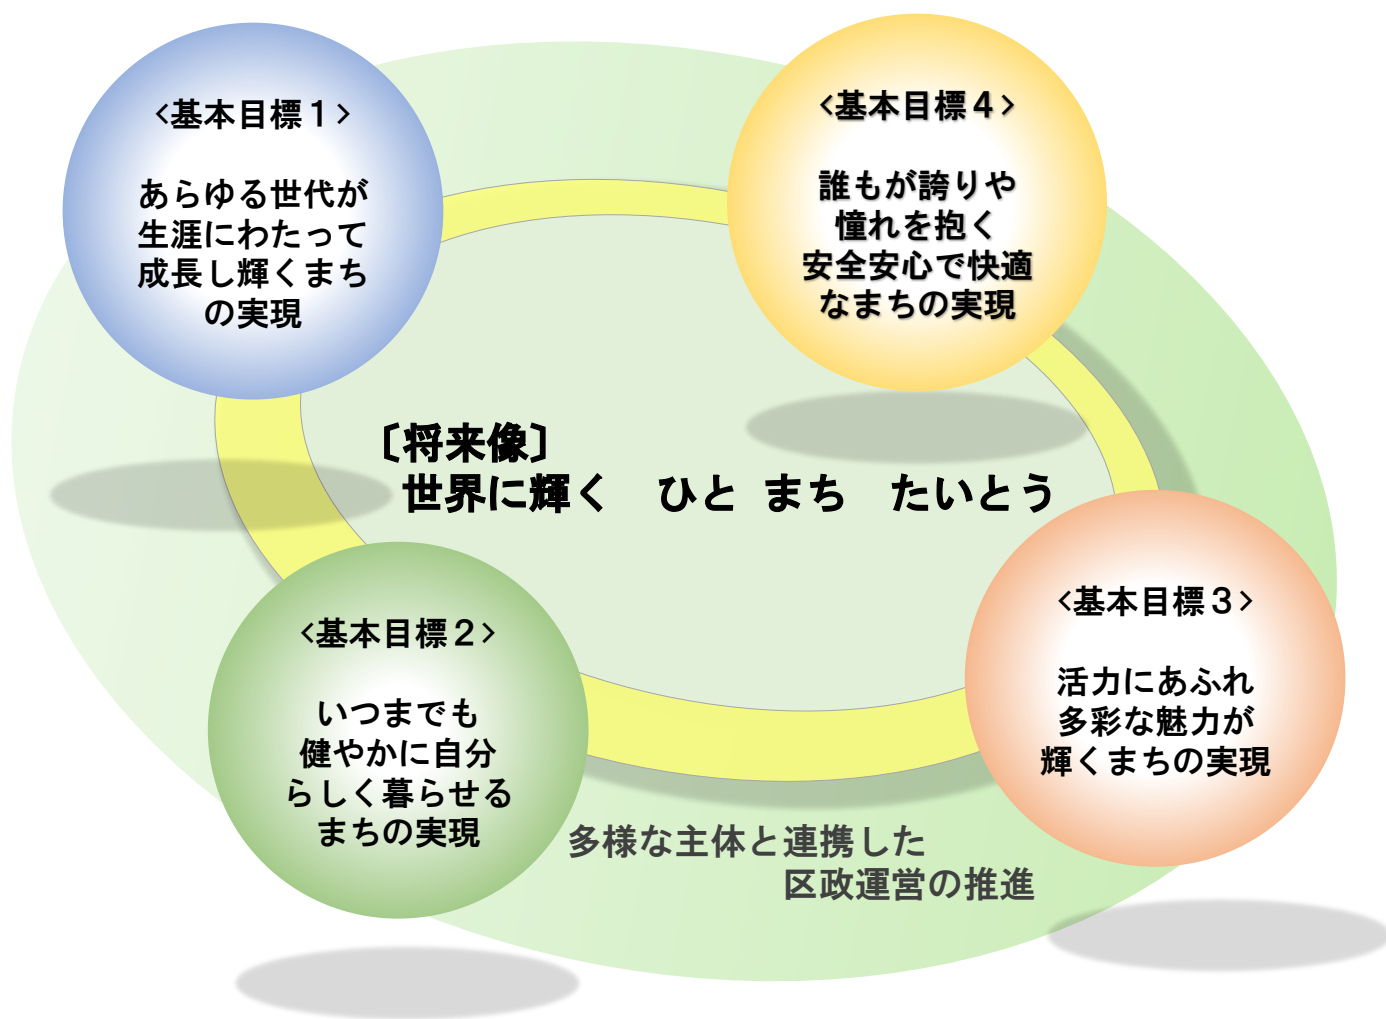 <基本目標１>
あらゆる世代が
生涯にわたって
成長し輝くまち
の実現
<基本目標４>
誰もが誇りや
憧れを抱く
安全安心で快適
なまちの実現
〔将来像〕
世界に輝く　ひと まち　たいとう
<基本目標２>
いつまでも
健やかに自分
らしく暮らせる
まちの実現
<基本目標３>
活力にあふれ
多彩な魅力が
輝くまちの実現
多様な主体と連携した
区政運営の推進